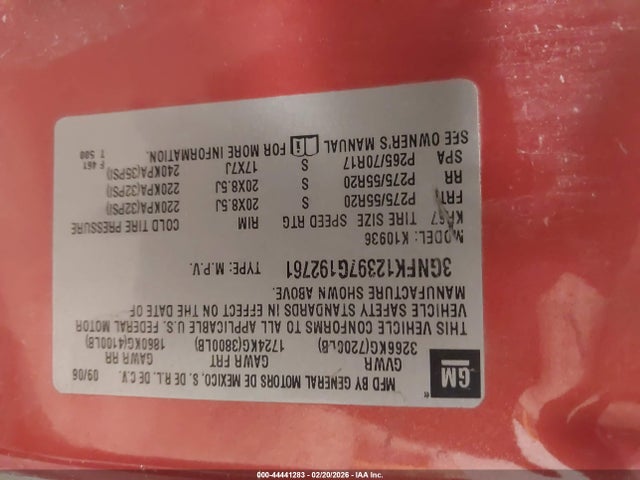 GM
MFD BY GENERAL MOTORS DE MEXICO, S. DE R.L. DE C.V. 09/06
GVWR GAWR FRT GAWR RR
3266KG(7200LB) 1724KG(3800LB) 1860KG(4100LB)
THIS VEHICLE CONFORMS TO ALL APPLICABLE U.S. FEDERAL MOTOR
VEHICLE SAFETY STANDARDS IN EFFECT ON THE DATE OF
MANUFACTURE SHOWN ABOVE.
3GNFK12397G192761 TYPE: M.P.V.
MODEL: K10936
KA67 TIRE SIZE SPEED RTG RIM COLD TIRE PRESSURE
FRT P275/55R20 S 20X8.5J 220KPA(32PSI)
RR P275/55R20 S 20X8.5J 220KPA(32PSI)
SPA P265/70R17 S 17X7J 240KPA(35PSI)
SEE OWNER'S MANUAL FOR MORE INFORMATION.
F 46T
T 500
000-44441283 - 02/20/2026 - IAA Inc.